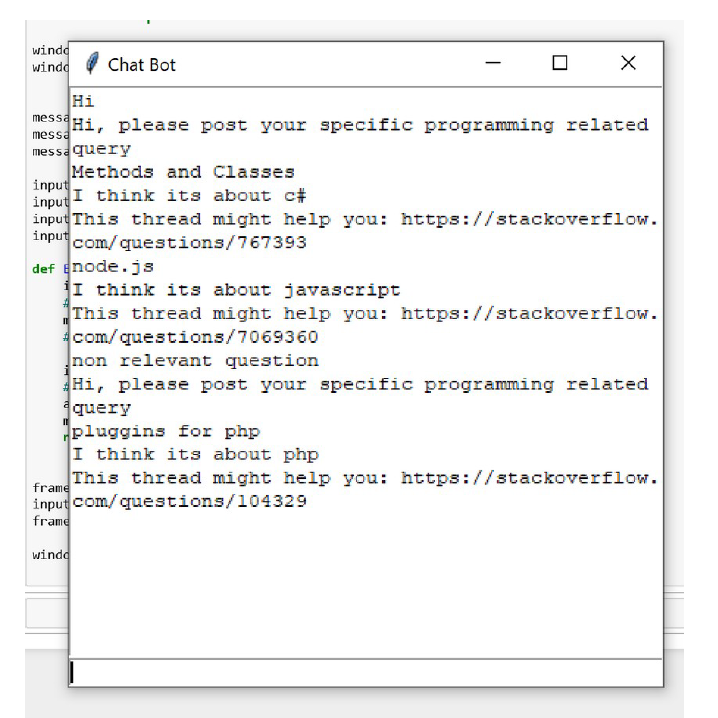 Chat Bot
Hi
Hi, please post your specific programming related
query
Methods and Classes
I think its about c#
This thread might help you: https://stackoverflow.
com/questions/767393
node.js
I think its about javascript
This thread might help you: https://stackoverflow.
com/questions/7069360
non relevant question
Hi, please post your specific programming related
query
pluggins for php
I think its about php
This thread might help you: https://stackoverflow.
com/questions/104329
windo
windo
messa
messa
messa
input
input
input
input
def
frame
input
frame
windo